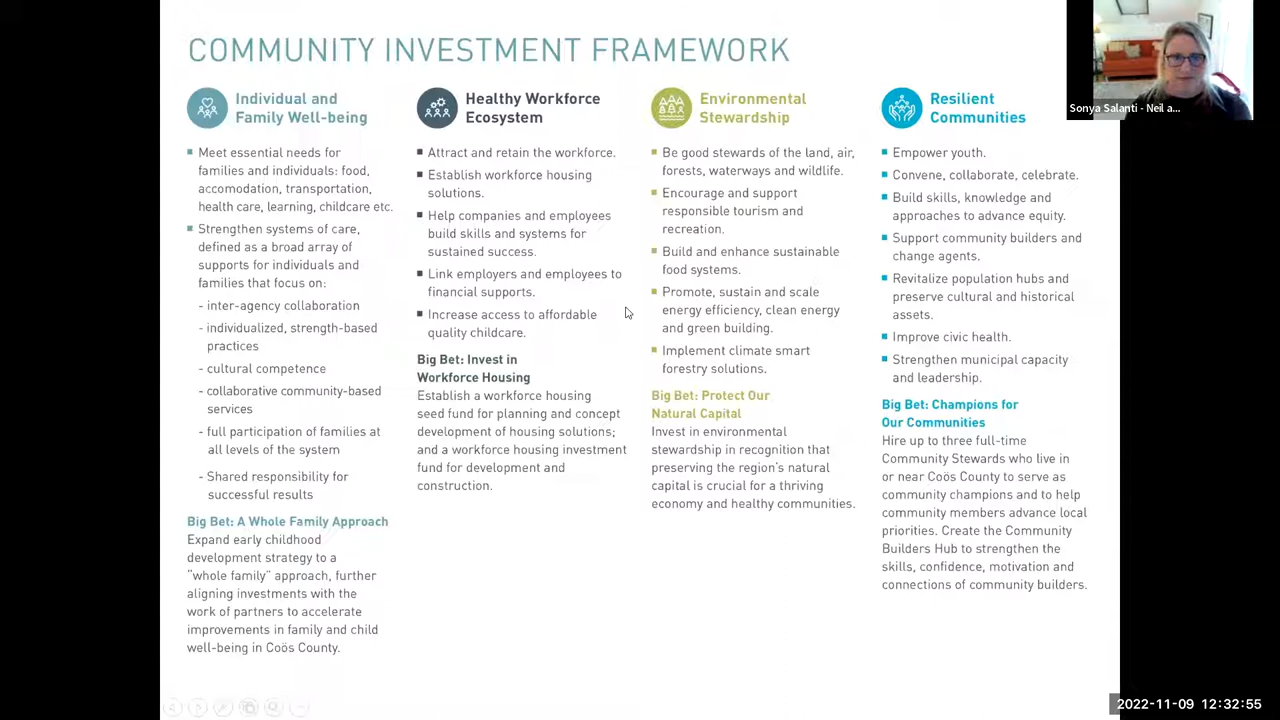 COMMUNITY INVESTMENT FRAMEWORK
Individual and
Family Well-being
Meet essential needs for
families and individuals: food,
accomodation, transportation,
health care, learning, childcare etc.
Strengthen systems of care,
defined as a broad array of
supports for individuals and
families that focus on:
- inter-agency collaboration
- individualized, strength-based
practices
- cultural competence
- collaborative community-based
services
- full participation of families at
all levels of the system
- Shared responsibility for
successful results
Big Bet: A Whole Family Approach
Expand early childhood
development strategy to a
"whole family" approach, further
aligning investments with the
work of partners to accelerate
improvements in family and child
well-being in Coös County.
Healthy Workforce
Ecosystem
Attract and retain the workforce.
Establish workforce housing
solutions.
Help companies and employees
build skills and systems for
sustained success.
Link employers and employees to
financial supports.
Increase access to affordable
quality childcare.
Big Bet: Invest in
Workforce Housing
Establish a workforce housing
seed fund for planning and concept
development of housing solutions;
and a workforce housing investment
fund for development and
construction.
Environmental
Stewardship
Be good stewards of the land, air,
forests, waterways and wildlife.
Encourage and support
responsible tourism and
recreation.
Build and enhance sustainable
food systems.
Promote, sustain and scale
energy efficiency, clean energy
and green building.
Implement climate smart
forestry solutions.
Big Bet: Protect Our
Natural Capital
Invest in environmental
stewardship in recognition that
preserving the region's natural
capital is crucial for a thriving
economy and healthy communities.
Resilient
Communities
Empower youth.
Convene, collaborate, celebrate.
Build skills, knowledge and
approaches to advance equity.
Support community builders and
change agents.
Revitalize population hubs and
preserve cultural and historical
assets.
Improve civic health.
Strengthen municipal capacity
and leadership.
Big Bet: Champions for
Our Communities
Hire up to three full-time
Community Stewards who live in
or near Coös County to serve as
community champions and to help
community members advance local
priorities. Create the Community
Builders Hub to strengthen the
skills, confidence, motivation and
connections of community builders.
Sonya Salanti - Neil a...
2022-11-09 12:32:55